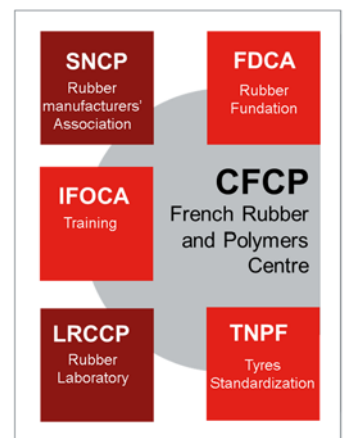 SNCP
Rubber
manufacturers'
Association
FDCA
Rubber
Fundation
IFOCA
Training
CFCP
French Rubber
and Polymers
Centre
LRCCP
Rubber
Laboratory
TNPF
Tyres
Standardization